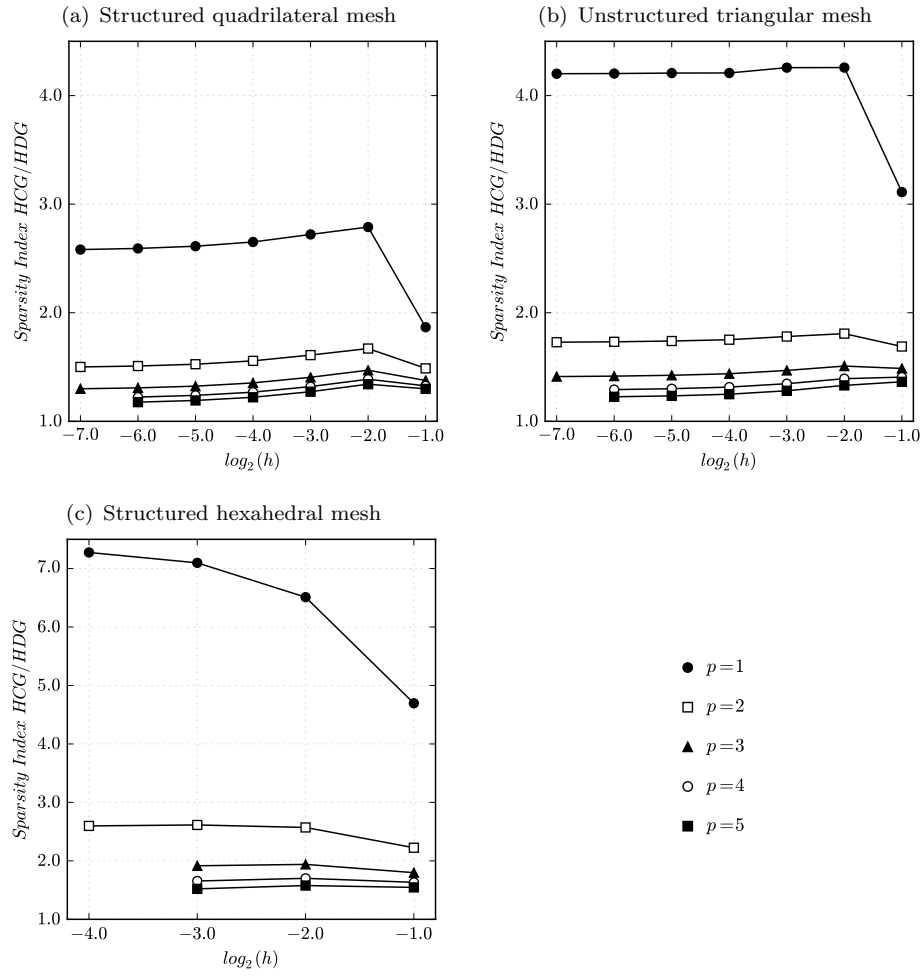 (a) Structured quadrilateral mesh
Sparsity Index HCG/HDG
4.0
3.0
2.0
1.0
−7.0 −6.0 −5.0 −4.0 −3.0 −2.0 −1.0
log2(h)
(b) Unstructured triangular mesh
Sparsity Index HCG/HDG
4.0
3.0
2.0
1.0
−7.0 −6.0 −5.0 −4.0 −3.0 −2.0 −1.0
log2(h)
(c) Structured hexahedral mesh
Sparsity Index HCG/HDG
7.0
6.0
5.0
4.0
3.0
2.0
1.0
−4.0 −3.0 −2.0 −1.0
log2(h)
p=1
p=2
p=3
p=4
p=5